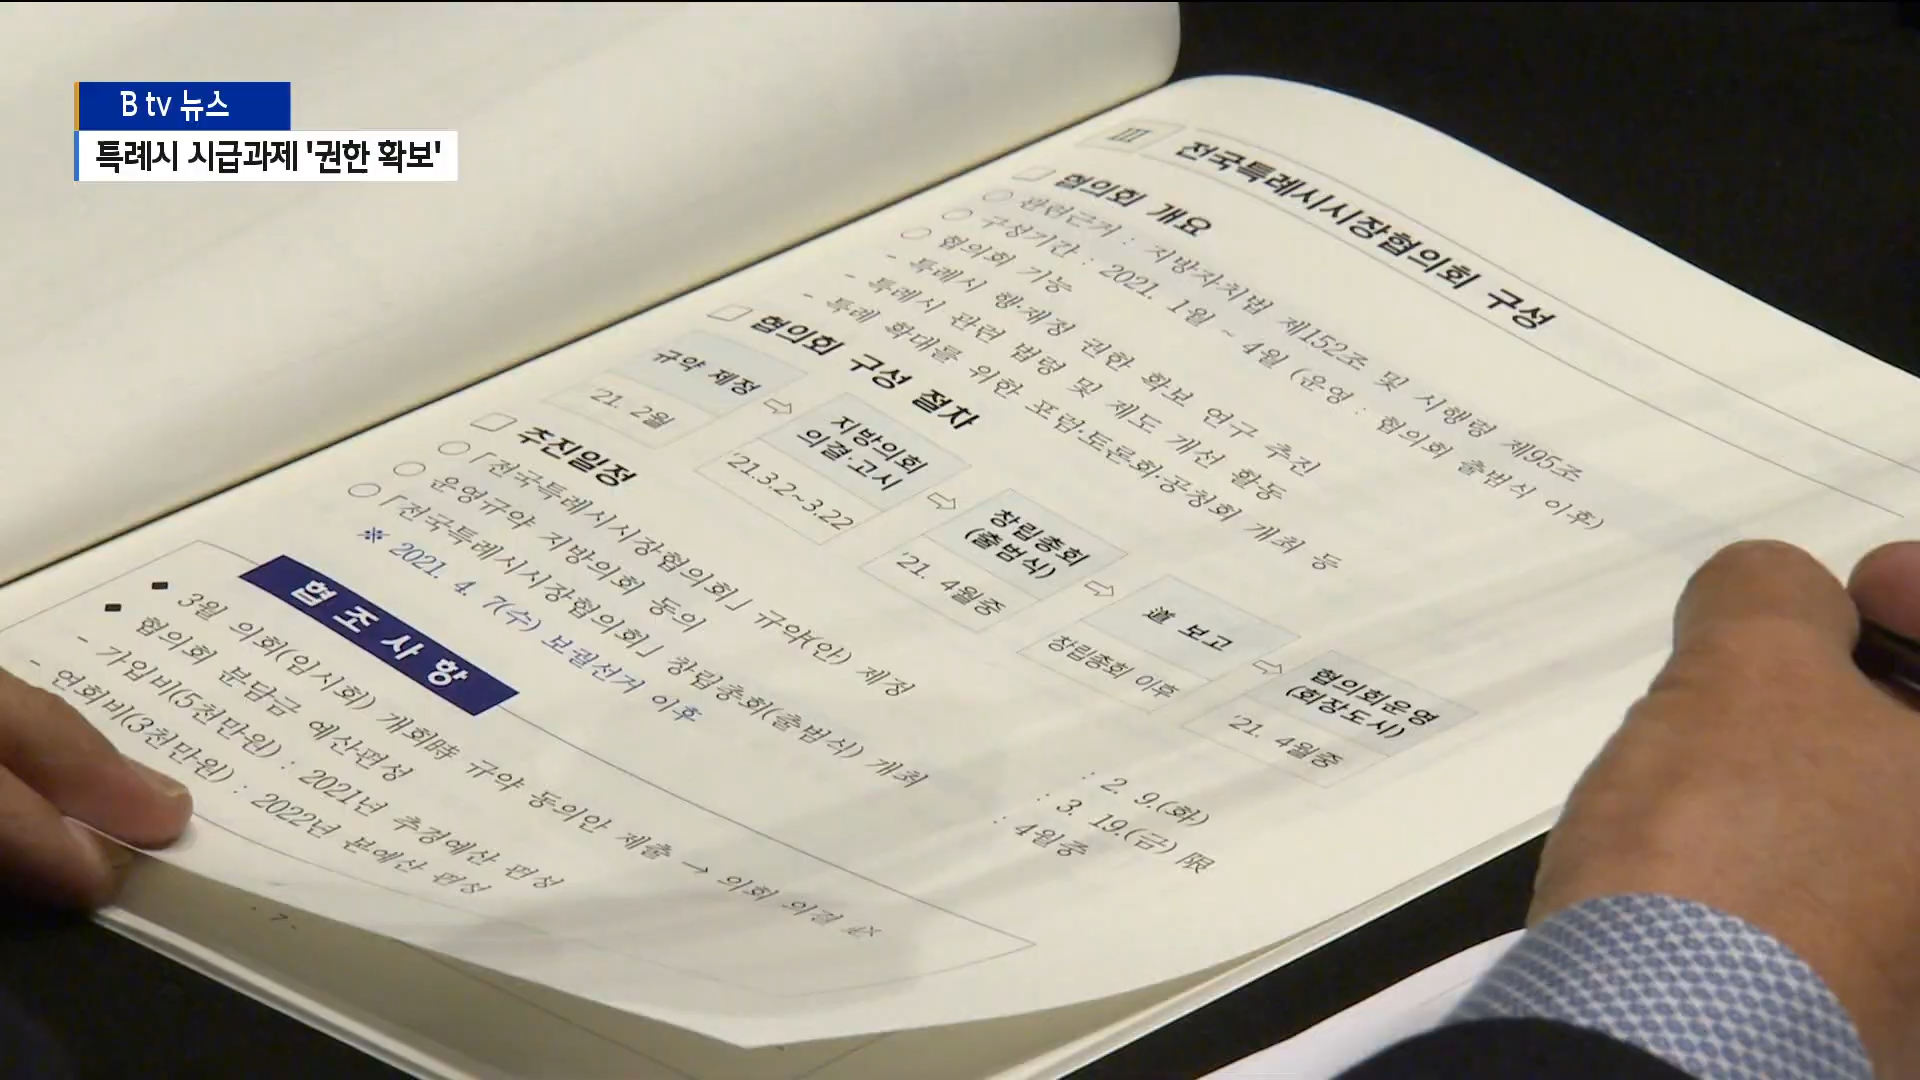 B tv 뉴스
특례시 시급과제 '권한 확보'
Ⅲ 전국특례시시장협의회 구성
□ 협의회 개요
○ 관련근거 : 지방자치법 제152조 및 시행령 제95조
○ 구성기간 : 2021. 1월 ~ 4월 (운영 : 협의회 출범식 이후)
○ 협의회 기능
- 특례시 행·재정 권한 확보 연구 추진
- 특례시 관련 법령 및 제도 개선 활동
- 특례 확대를 위한 포럼·토론회·공청회 개최 등
□ 협의회 구성 절차
규약 제정
'21. 2월
⇨
지방의회
의결·고시
'21.3.2~3.22
⇨
창립총회
(출범식)
'21. 4월중
⇨
道 보고
창립총회 이후
⇨
협의회운영
(회장도시)
'21. 4월중
□ 추진일정
○ 「전국특례시시장협의회」 규약(안) 제정 : 2. 9.(화)
○ 운영규약 지방의회 동의 : 3. 19.(금) 限
○ 「전국특례시시장협의회」 창립총회(출범식) 개최 : 4월중
※ 2021. 4. 7(수) 보궐선거 이후
협 조 사 항
▪ 3월 의회(임시회) 개회時 규약 동의안 제출 → 의회 의결 必
▪ 협의회 분담금 예산편성
- 가입비(5천만원) : 2021년 추경예산 편성
- 연회비(3천만원) : 2022년 본예산 편성
- 7 -